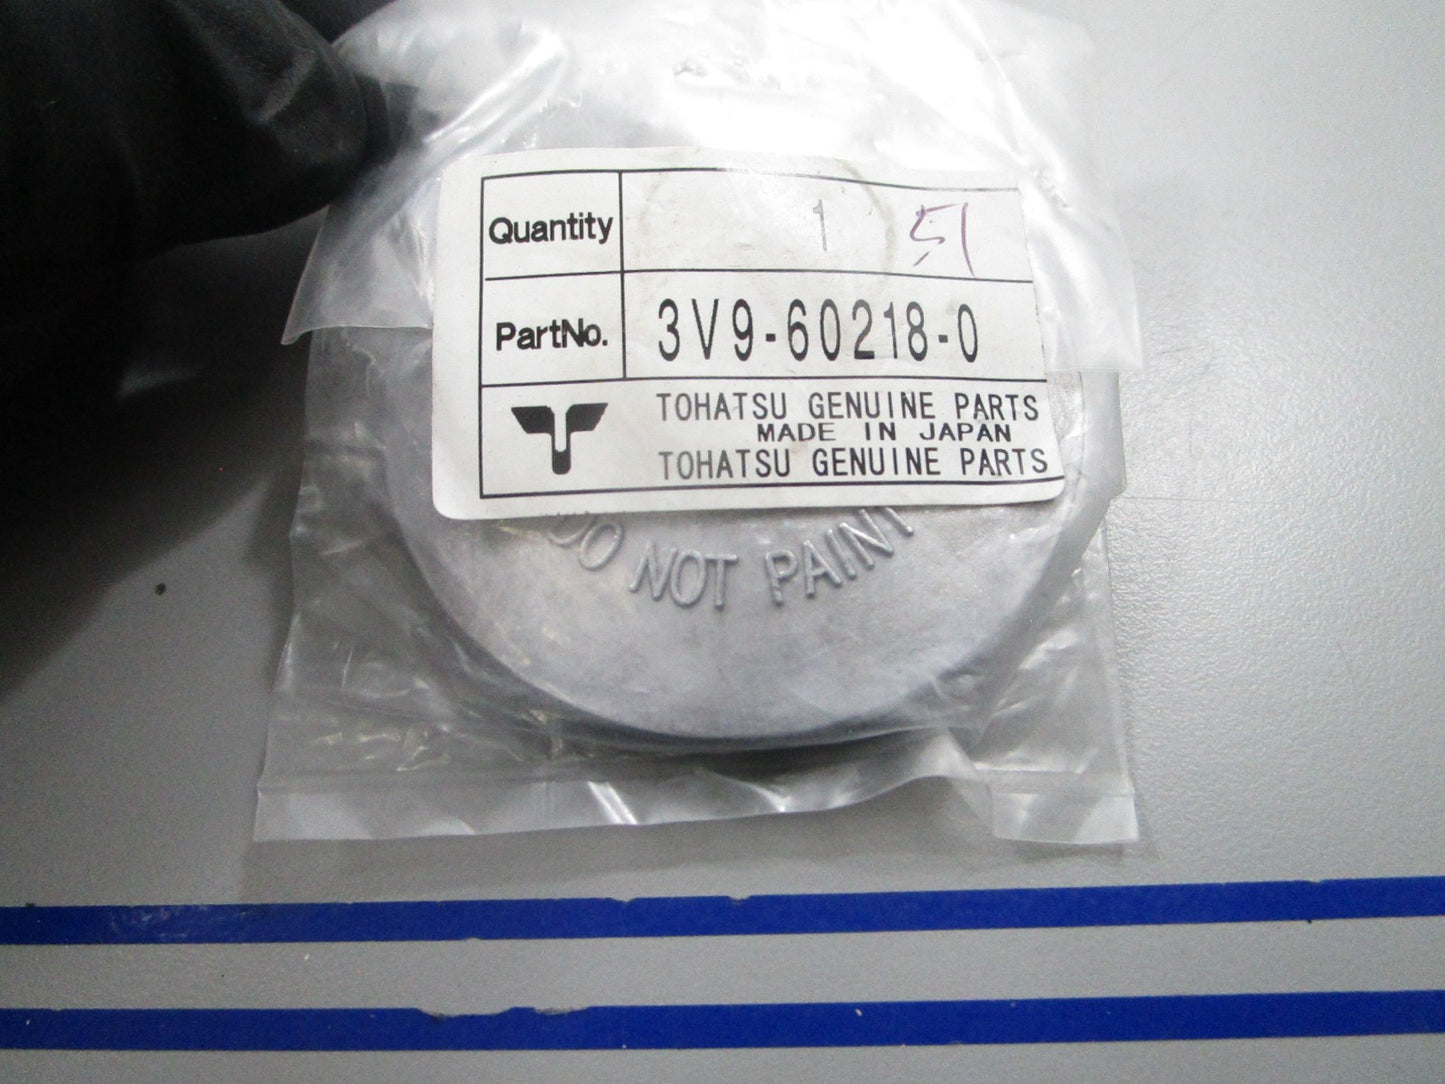 Quantity 1 51
PartNo. 3V9-60218-0
TOHATSU GENUINE PARTS
MADE IN JAPAN
TOHATSU GENUINE PARTS
DO NOT PAINT